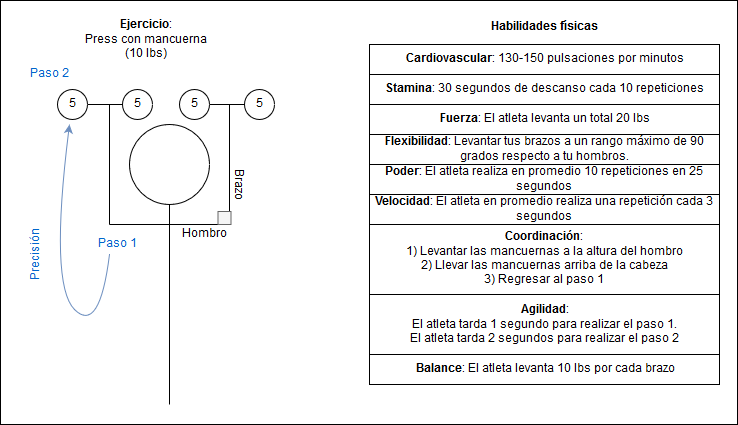 Ejercicio:
Press con mancuerna
(10 lbs)
Paso 2
5
5
5
5
Brazo
Hombro
Paso 1
Precisión
Habilidades físicas
Cardiovascular: 130-150 pulsaciones por minutos
Stamina: 30 segundos de descanso cada 10 repeticiones
Fuerza: El atleta levanta un total 20 lbs
Flexibilidad: Levantar tus brazos a un rango máximo de 90
grados respecto a tu hombros.
Poder: El atleta realiza en promedio 10 repeticiones en 25
segundos
Velocidad: El atleta en promedio realiza una repetición cada 3
segundos
Coordinación:
1) Levantar las mancuernas a la altura del hombro
2) Llevar las mancuernas arriba de la cabeza
3) Regresar al paso 1
Agilidad:
El atleta tarda 1 segundo para realizar el paso 1.
El atleta tarda 2 segundos para realizar el paso 2
Balance: El atleta levanta 10 lbs por cada brazo